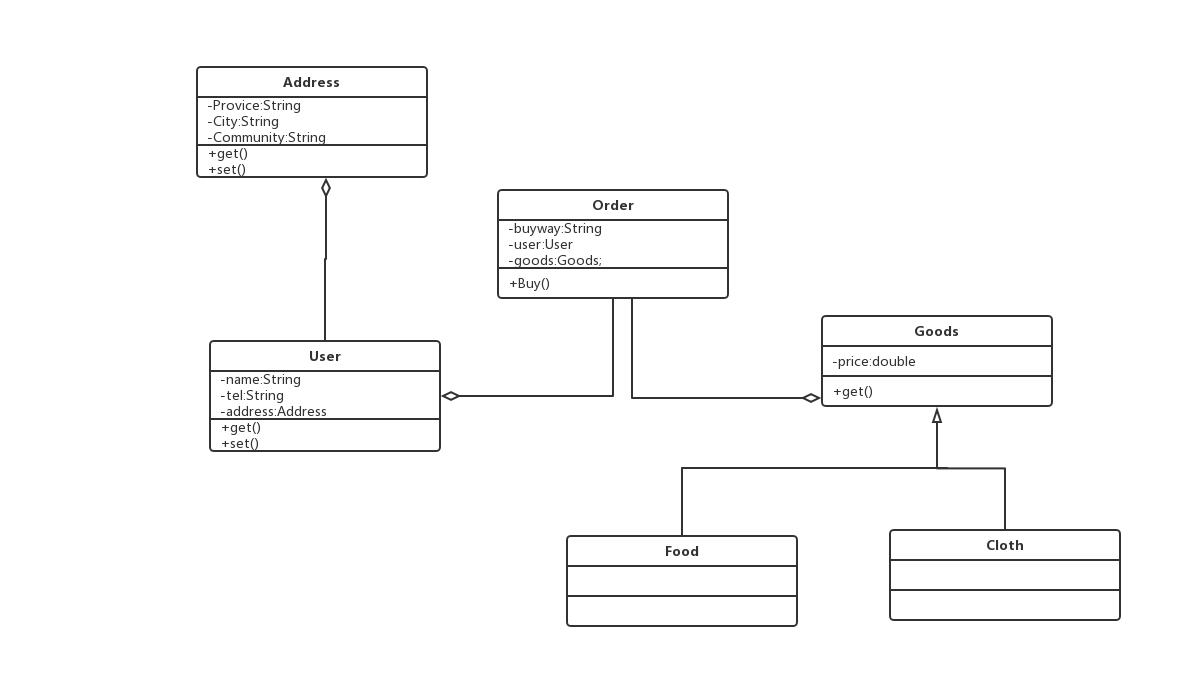 Address
-Provice:String
-City:String
-Community:String
+get()
+set()
Order
-buyway:String
-user:User
-goods:Goods;
+Buy()
Goods
-price:double
+get()
User
-name:String
-tel:String
-address:Address
+get()
+set()
Food
Cloth